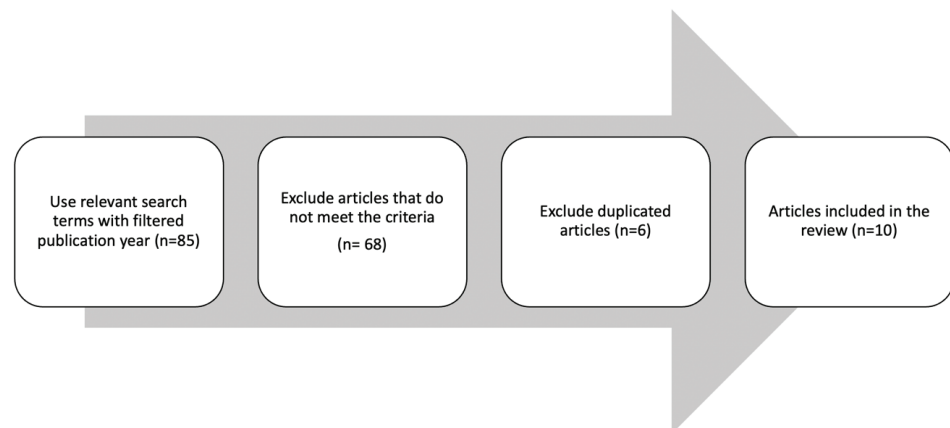 Use relevant search
terms with filtered
publication year (n=85)
Exclude articles that do
not meet the criteria
(n= 68)
Exclude duplicated
articles (n=6)
Articles included in the
review (n=10)